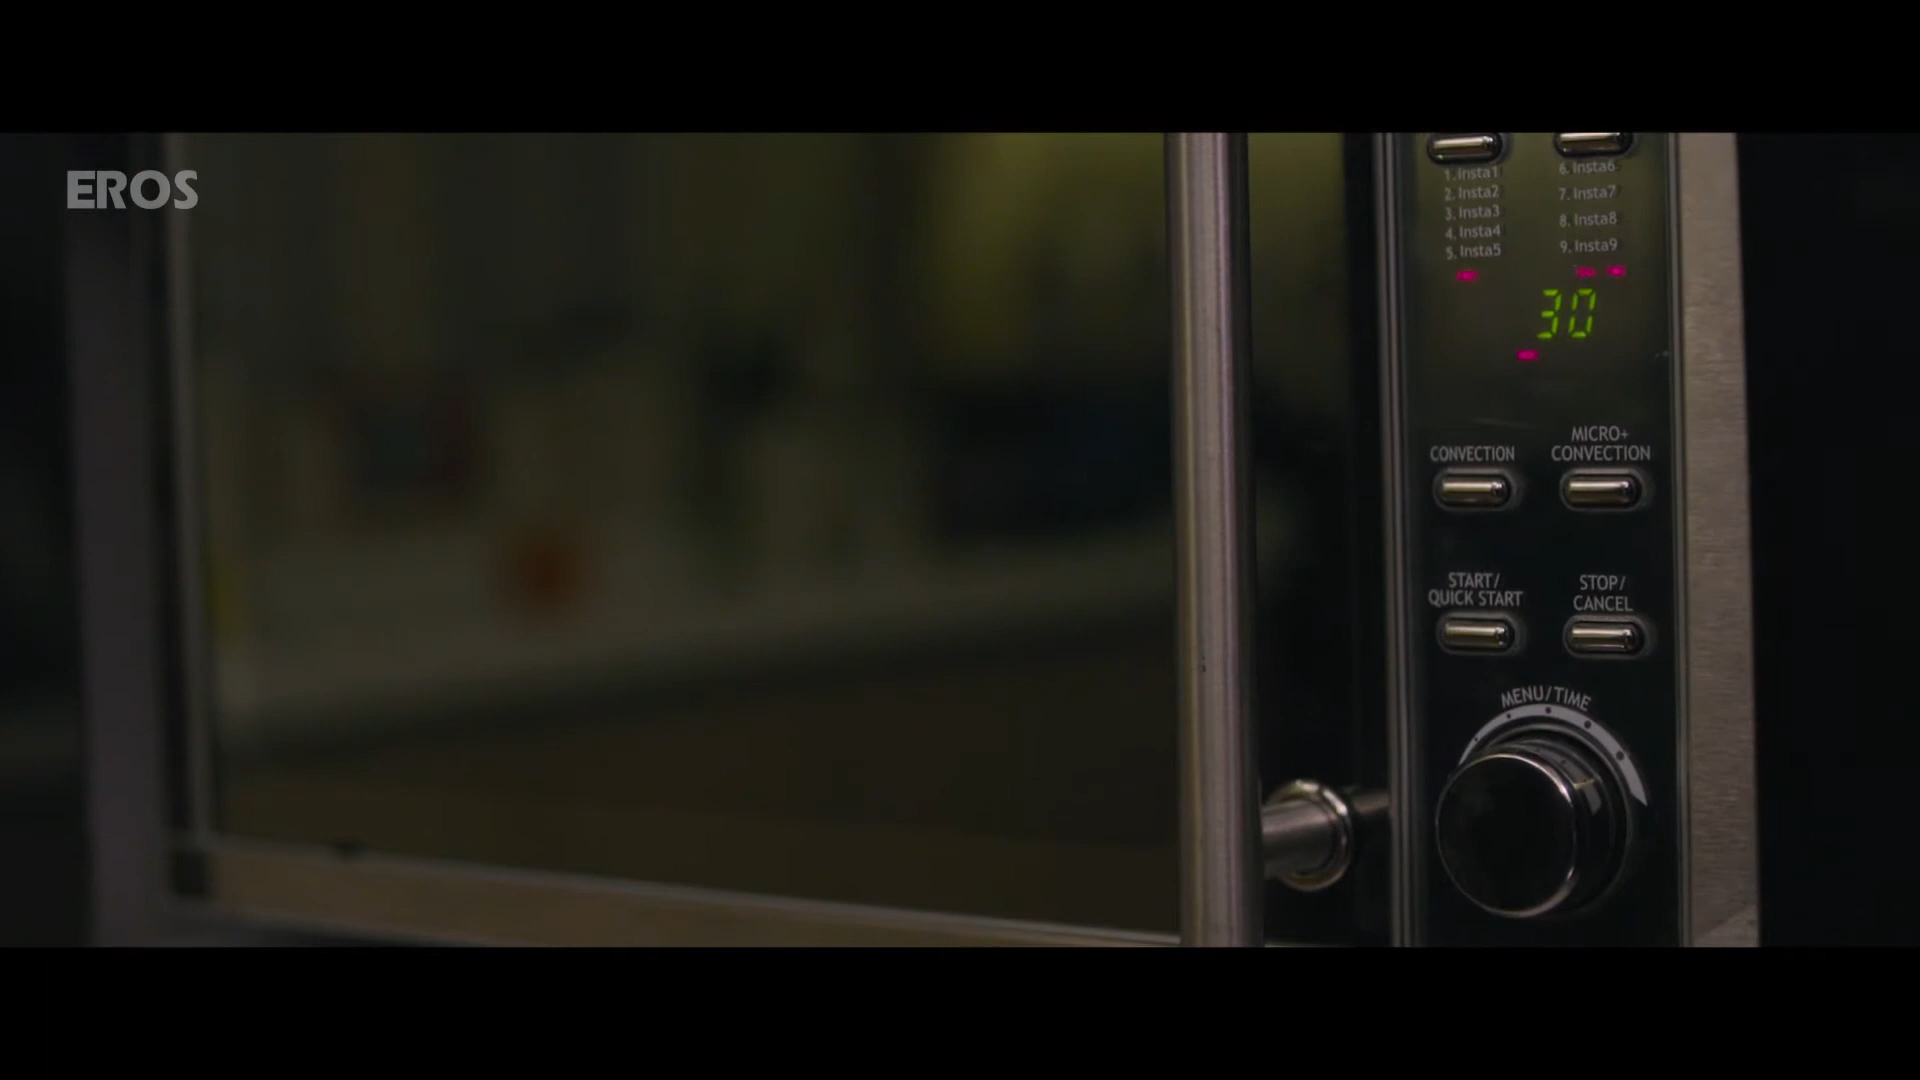 EROS
1. Insta1
2. Insta2
3. Insta3
4. Insta4
5. Insta5
6. Insta6
7. Insta7
8. Insta8
9. Insta9
30
CONVECTION
MICRO+
CONVECTION
START/
QUICK START
STOP/
CANCEL
MENU/TIME